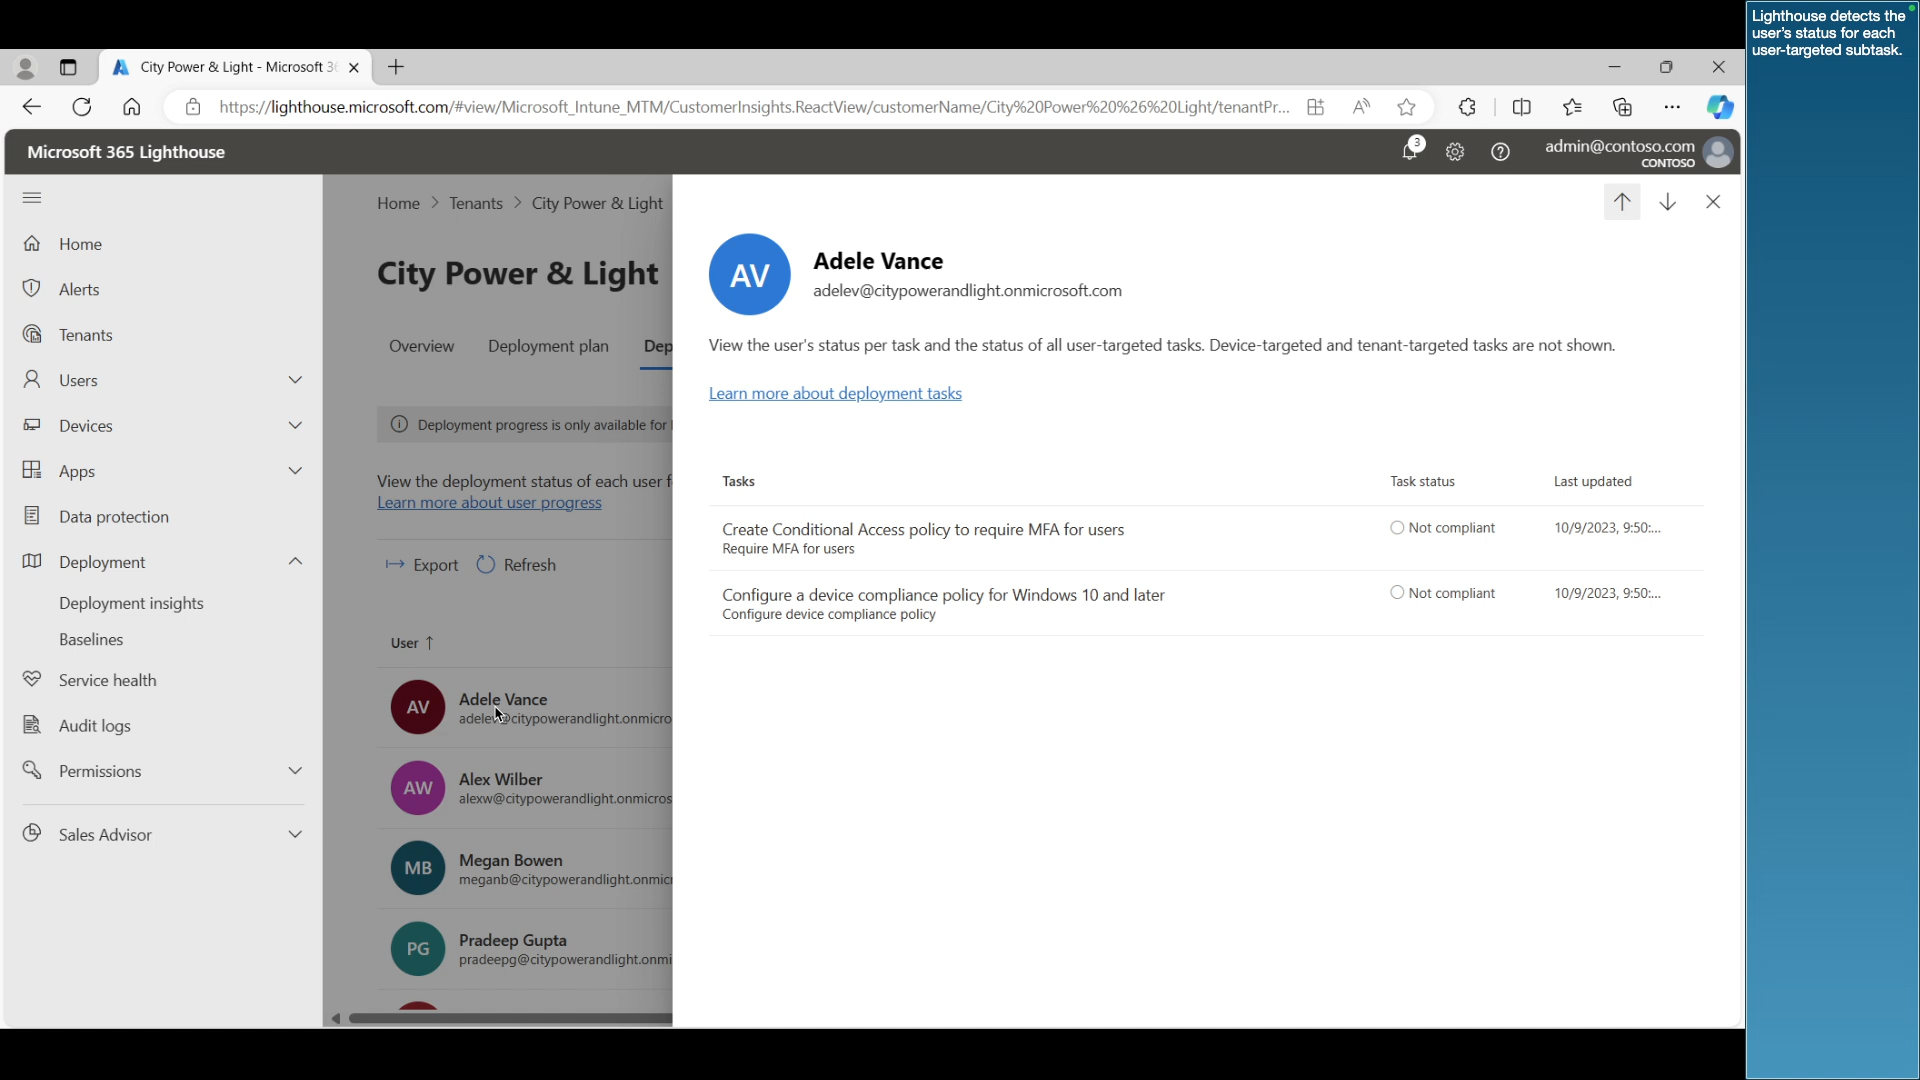 Lighthouse detects the
user's status for each
user-targeted subtask.
City Power & Light - Microsoft 36
https://lighthouse.microsoft.com/#view/Microsoft_Intune_MTM/CustomerInsights.ReactView/customerName/City%20Power%20%26%20Light/tenantPr...
Microsoft 365 Lighthouse
3
admin@contoso.com
CONTOSO
Home
Alerts
Tenants
Users
Devices
Apps
Data protection
Deployment
Deployment insights
Baselines
Service health
Audit logs
Permissions
Sales Advisor
Home > Tenants > City Power & Light
City Power & Light
Overview Deployment plan Dep
Deployment progress is only available for
View the deployment status of each user f
Learn more about user progress
Export Refresh
User ↑
AV Adele Vance
adelev@citypowerandlight.onmicro
AW Alex Wilber
alexw@citypowerandlight.onmicros
MB Megan Bowen
meganb@citypowerandlight.onmicr
PG Pradeep Gupta
pradeepg@citypowerandlight.onmi
AV Adele Vance
adelev@citypowerandlight.onmicrosoft.com
View the user's status per task and the status of all user-targeted tasks. Device-targeted and tenant-targeted tasks are not shown.
Learn more about deployment tasks
Tasks Task status Last updated
Create Conditional Access policy to require MFA for users Not compliant 10/9/2023, 9:50:...
Require MFA for users
Configure a device compliance policy for Windows 10 and later Not compliant 10/9/2023, 9:50:...
Configure device compliance policy